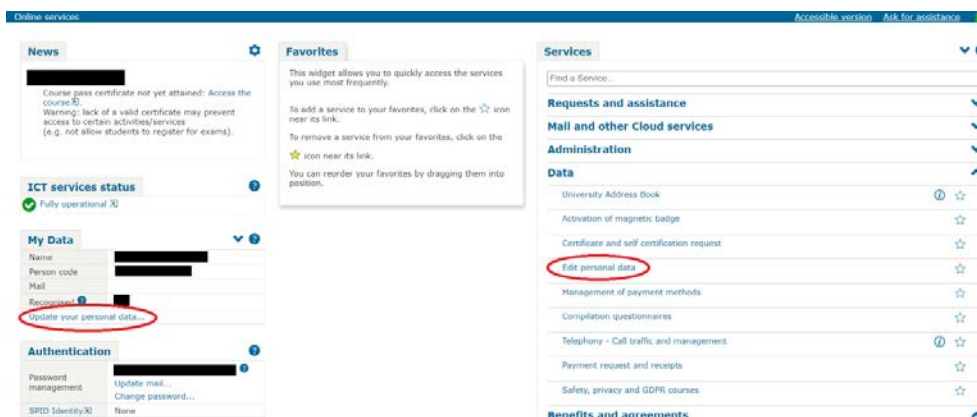 Online services
Accessible version Ask for assistance
News
Course pass certificate not yet attained: Access the
course.
Warning: lack of a valid certificate may prevent
access to certain activities/services
(e.g. not allow students to register for exams).
ICT services status
Fully operational
My Data
Name
Person code
Mail
Recognised
Update your personal data...
Authentication
Password
management
Update mail...
Change password...
SPID Identity None
Favorites
This widget allows you to quickly access the services
you use most frequently.
To add a service to your favorites, click on the icon
near its link.
To remove a service from your favorites, click on the
icon near its link.
You can reorder your favorites by dragging them into
position.
Services
Find a Service...
Requests and assistance
Mail and other Cloud services
Administration
Data
University Address Book
Activation of magnetic badge
Certificate and self certification request
Edit personal data
Management of payment methods
Compilation questionnaires
Telephony - Call traffic and management
Payment request and receipts
Safety, privacy and GDPR courses
Benefits and agreements